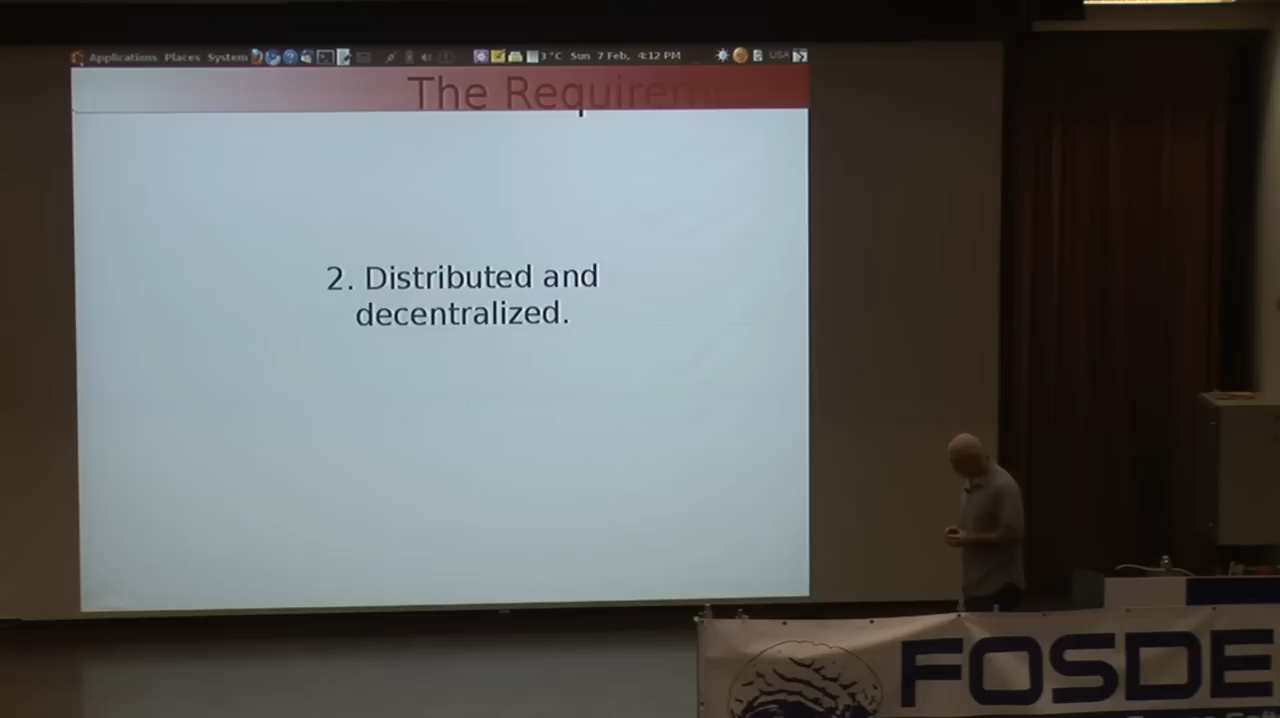 Applications Places System 3 °C Sun 7 Feb, 4:12 PM USA
The Requirem
2. Distributed and
decentralized.
FOSDE